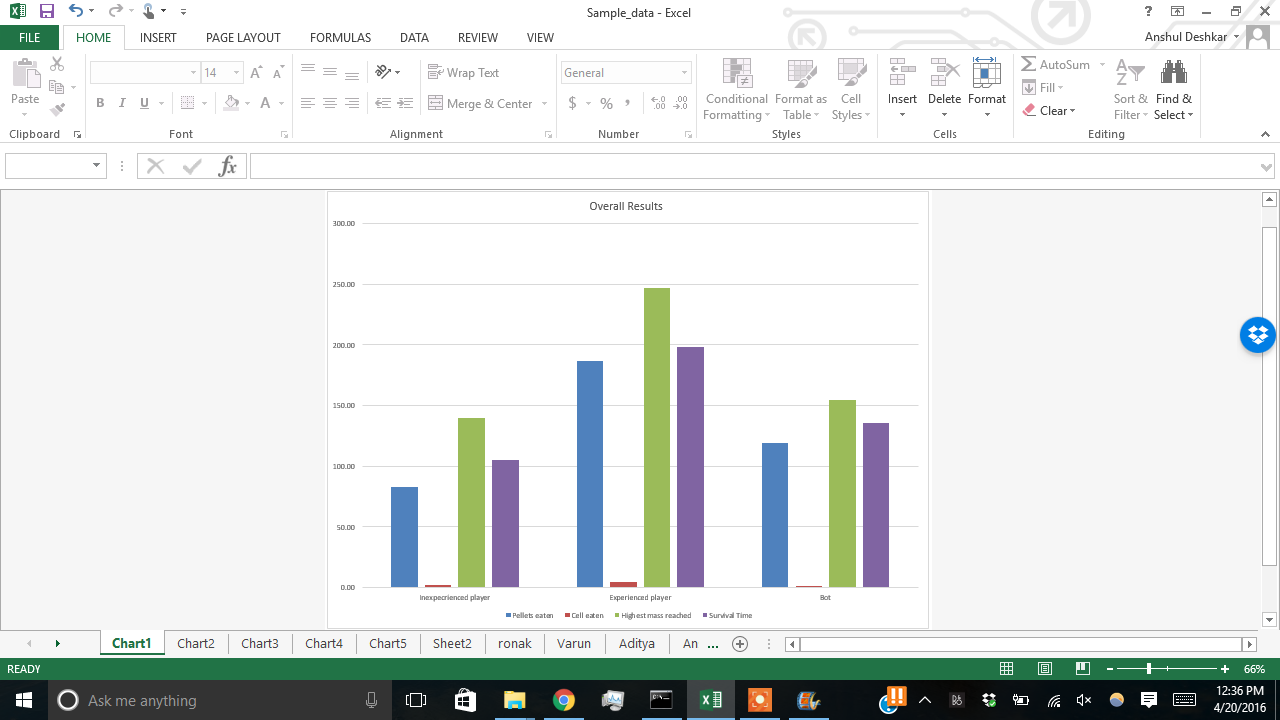 Sample_data - Excel
?
FILE HOME INSERT PAGE LAYOUT FORMULAS DATA REVIEW VIEW Anshul Deshkar
Paste
14 A A
B I U A
Wrap Text
Merge & Center
General
$ % ,
Conditional Formatting
Format as Table
Cell Styles
Insert Delete Format
AutoSum
Fill
Clear
Sort & Filter
Find & Select
Clipboard Font Alignment Number Styles Cells Editing
fx
Overall Results
300.00
250.00
200.00
150.00
100.00
50.00
0.00
Inexpecrienced player Experienced player Bot
Pellets eaten Cell eaten Highest mass reached Survival Time
Chart1 Chart2 Chart3 Chart4 Chart5 Sheet2 ronak Varun Aditya An ...
READY 66%
Ask me anything
12:36 PM
4/20/2016